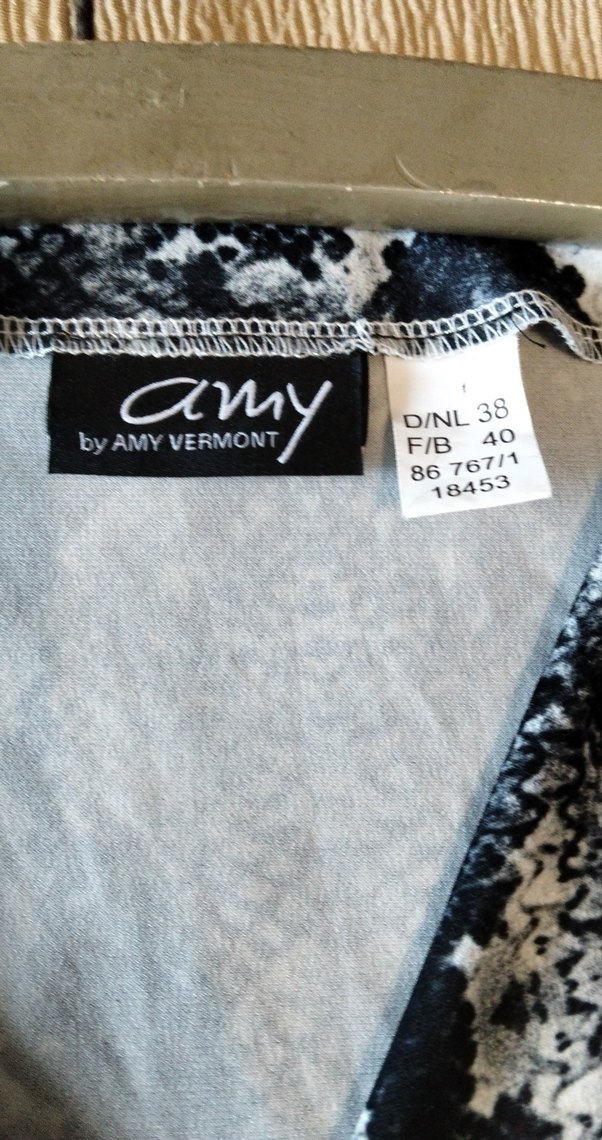 amy
by AMY VERMONT
D/NL 38
F/B 40
86 767/1
18453